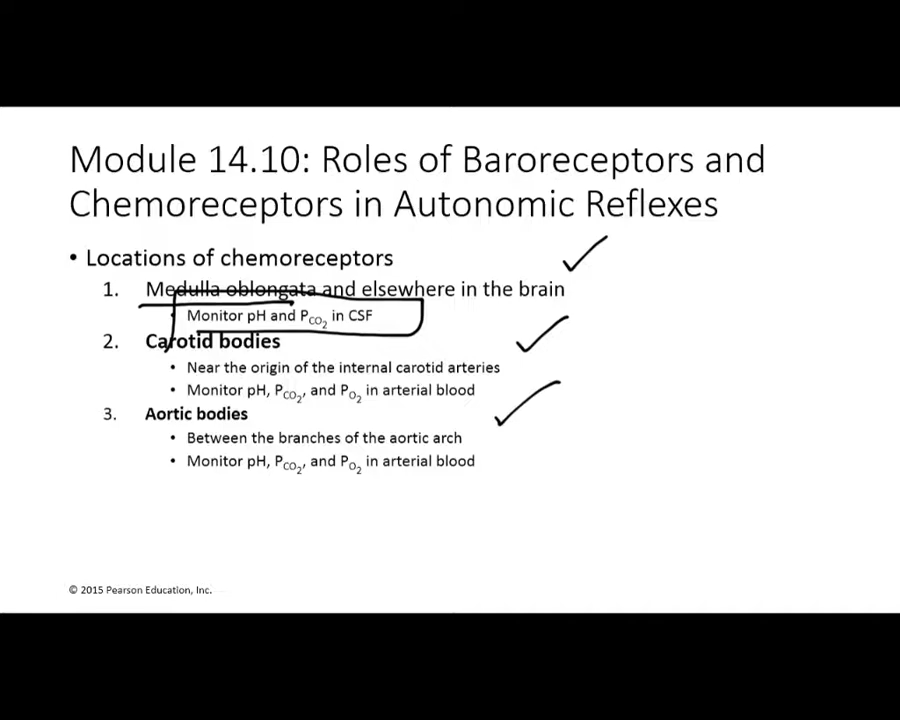 Module 14.10: Roles of Baroreceptors and
Chemoreceptors in Autonomic Reflexes
• Locations of chemoreceptors
1. Medulla oblongata and elsewhere in the brain
• Monitor pH and PCO2 in CSF
2. Carotid bodies
• Near the origin of the internal carotid arteries
• Monitor pH, PCO2, and PO2 in arterial blood
3. Aortic bodies
• Between the branches of the aortic arch
• Monitor pH, PCO2, and PO2 in arterial blood
© 2015 Pearson Education, Inc.